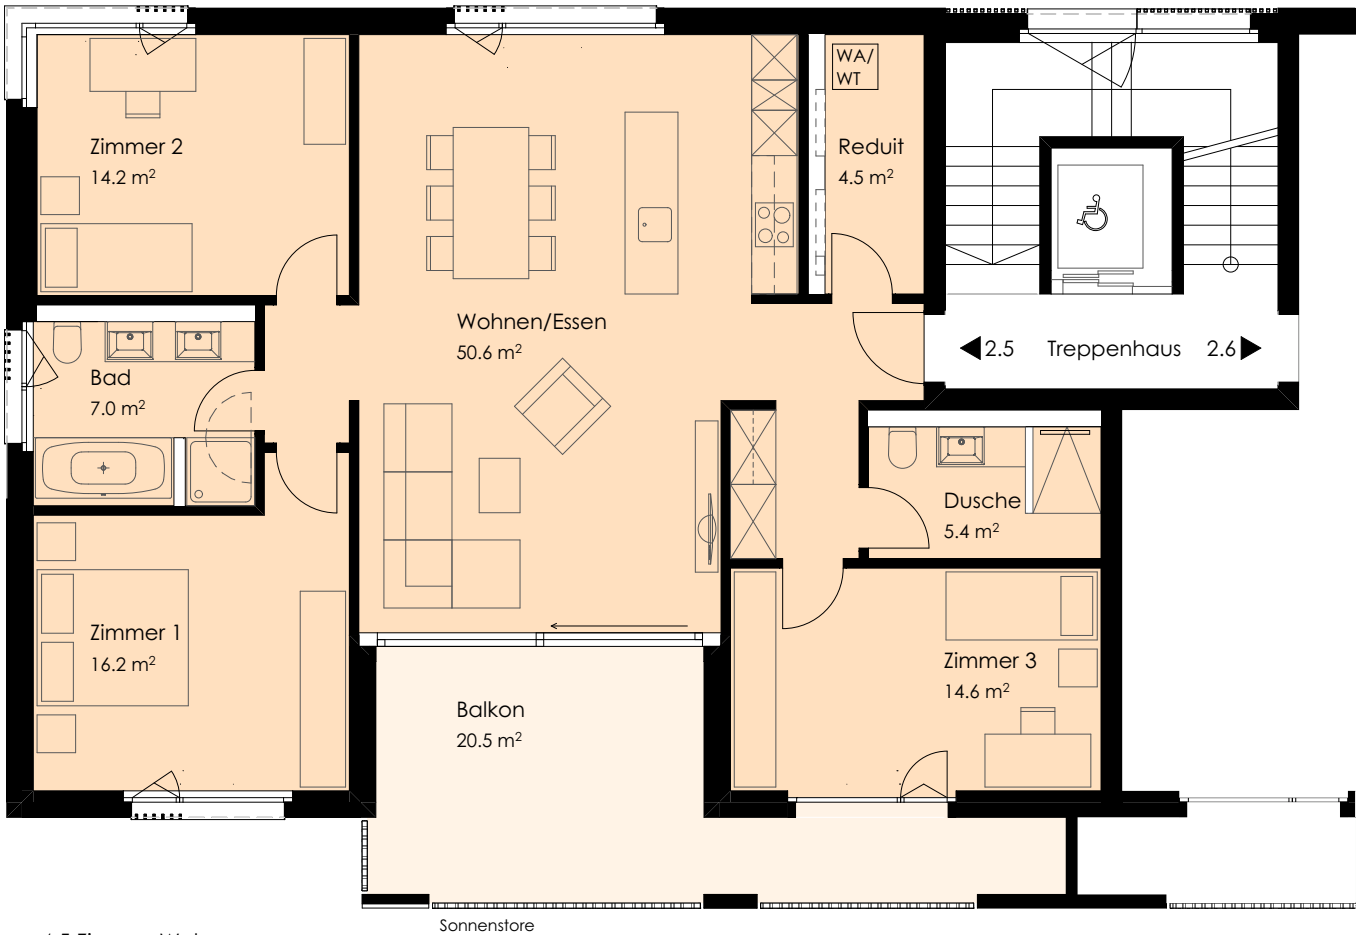 WA/
WT
Zimmer 2
14.2 m²
Reduit
4.5 m²
Wohnen/Essen
50.6 m²
2.5 Treppenhaus 2.6
Bad
7.0 m²
Dusche
5.4 m²
Zimmer 1
16.2 m²
Zimmer 3
14.6 m²
Balkon
20.5 m²
Sonnenstore